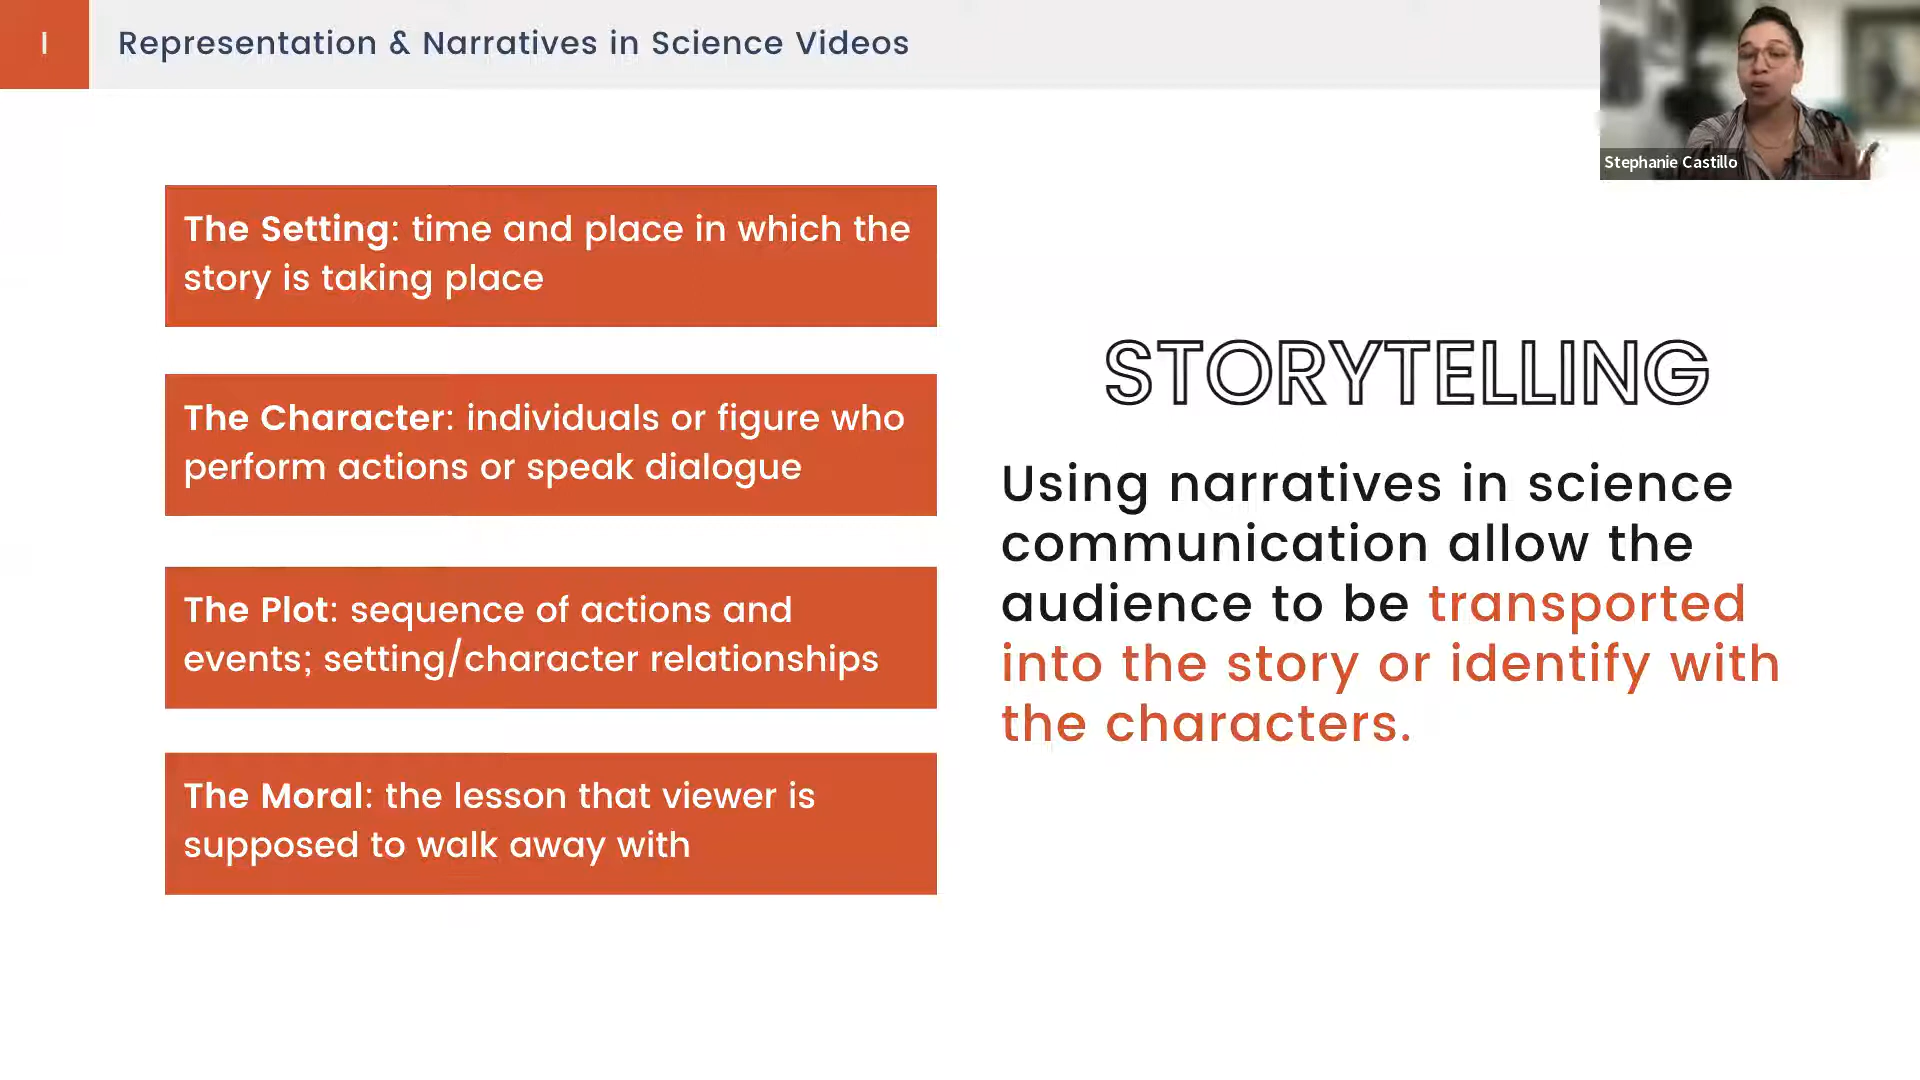 I
Representation & Narratives in Science Videos
Stephanie Castillo
The Setting: time and place in which the
story is taking place
The Character: individuals or figure who
perform actions or speak dialogue
The Plot: sequence of actions and
events; setting/character relationships
The Moral: the lesson that viewer is
supposed to walk away with
STORYTELLING
Using narratives in science
communication allow the
audience to be transported
into the story or identify with
the characters.